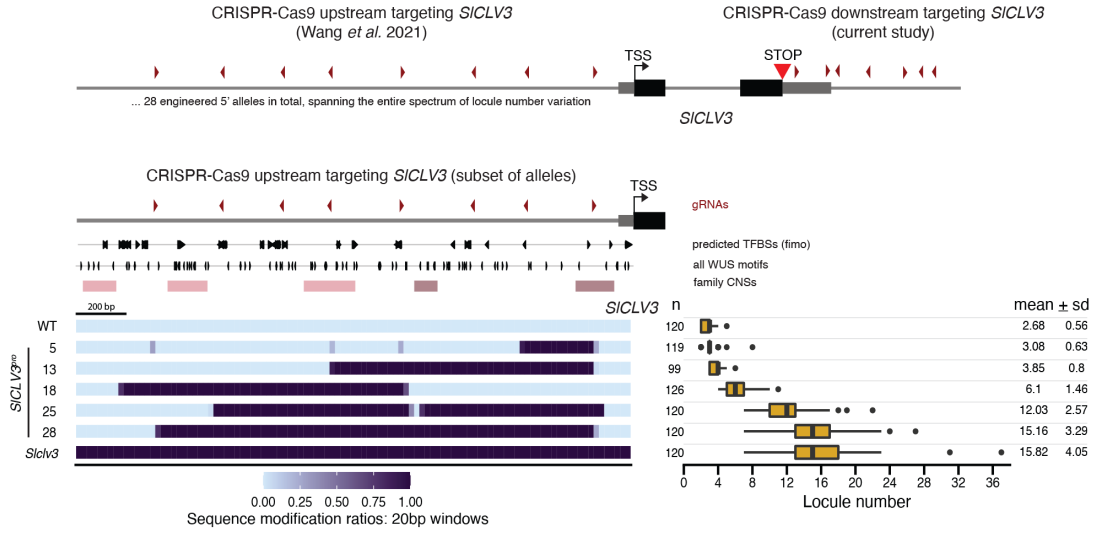 CRISPR-Cas9 upstream targeting SlCLV3
(Wang et al. 2021)
CRISPR-Cas9 downstream targeting SlCLV3
(current study)
TSS
STOP
... 28 engineered 5' alleles in total, spanning the entire spectrum of locule number variation
SlCLV3
CRISPR-Cas9 upstream targeting SlCLV3 (subset of alleles)
TSS
gRNAs
predicted TFBSs (fimo)
all WUS motifs
family CNSs
200 bp
SlCLV3
n
mean ± sd
WT
120
2.68 0.56
5
119
3.08 0.63
13
99
3.85 0.8
18
126
6.1 1.46
25
120
12.03 2.57
28
120
15.16 3.29
Slclv3
120
15.82 4.05
SlCLV3pro
0 4 8 12 16 20 24 28 32 36
Locule number
0.00 0.25 0.50 0.75 1.00
Sequence modification ratios: 20bp windows